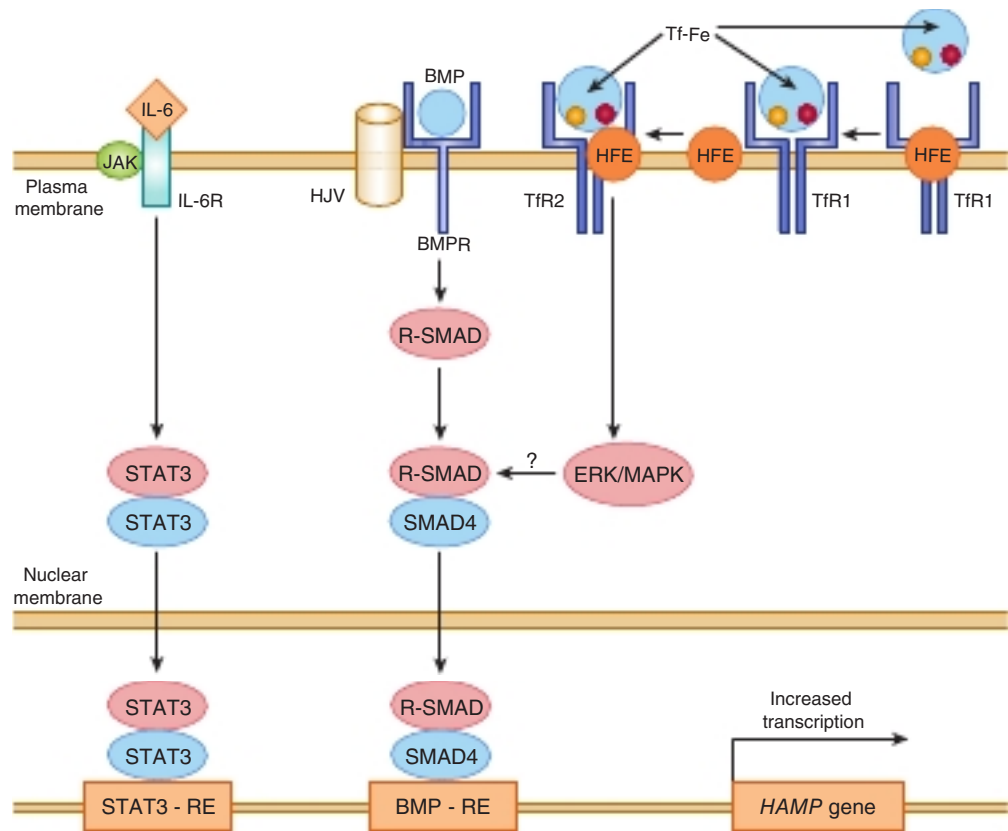 Tf-Fe
BMP
IL-6
JAK
HFE
HFE
HFE
Plasma
membrane
IL-6R
HJV
TfR2
TfR1
TfR1
BMPR
R-SMAD
STAT3
R-SMAD
?
ERK/MAPK
STAT3
SMAD4
Nuclear
membrane
STAT3
R-SMAD
Increased
transcription
STAT3
SMAD4
STAT3 - RE
BMP - RE
HAMP gene